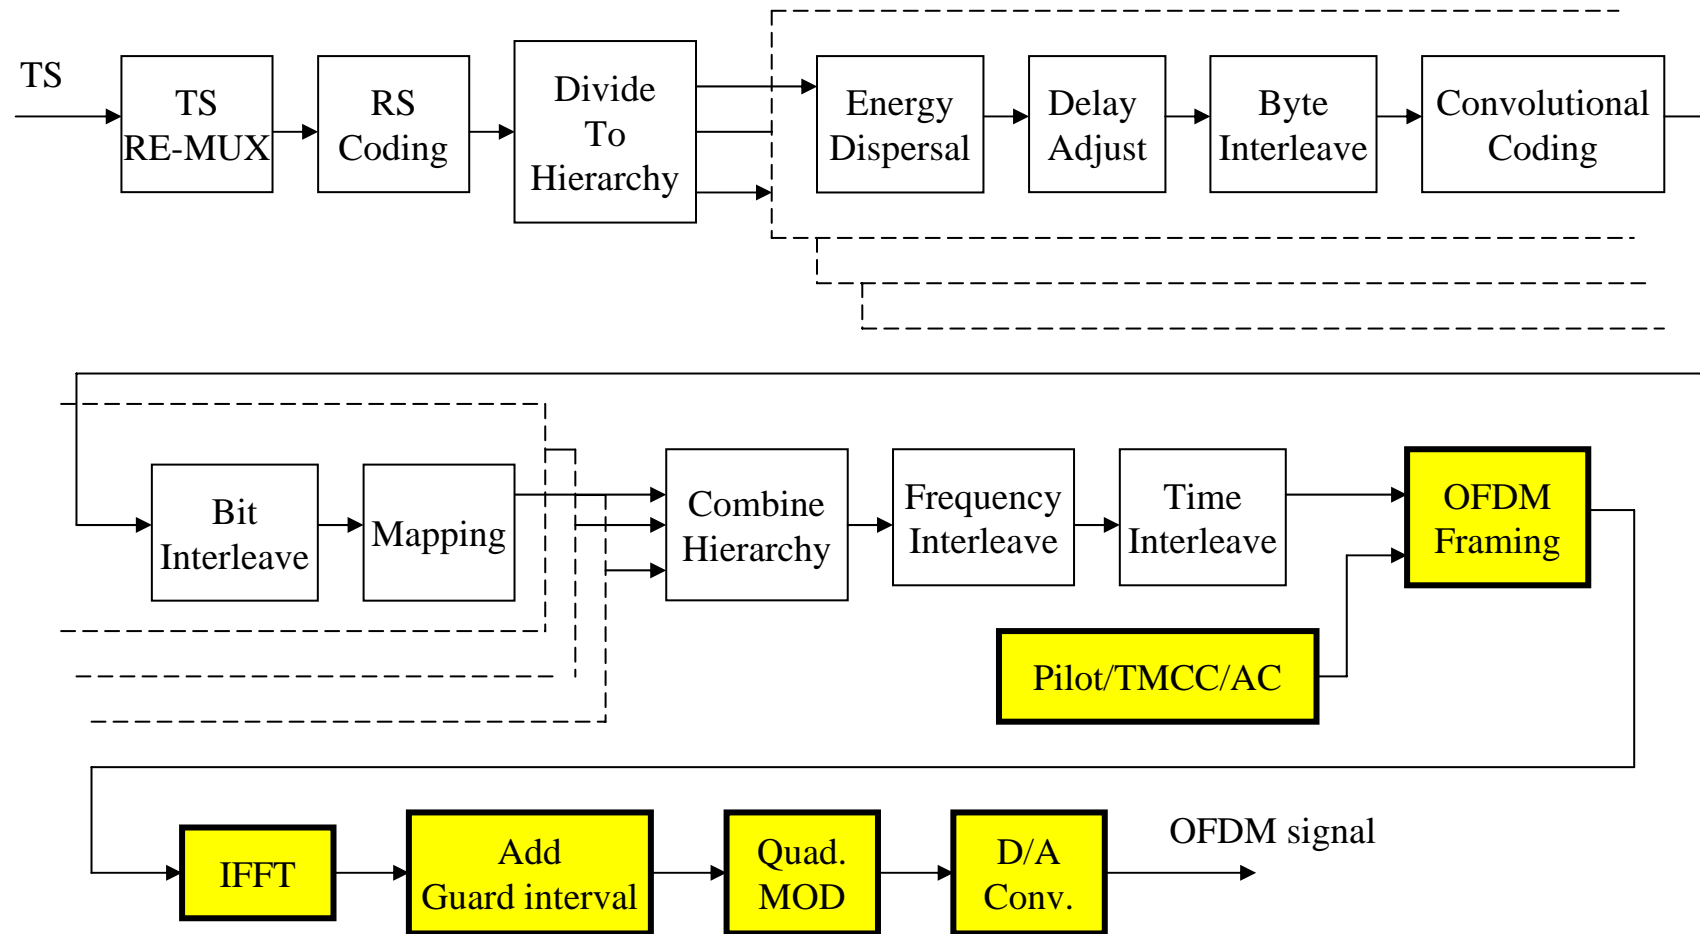 TS
TS
RE-MUX
RS
Coding
Divide
To
Hierarchy
Energy
Dispersal
Delay
Adjust
Byte
Interleave
Convolutional
Coding
Bit
Interleave
Mapping
Combine
Hierarchy
Frequency
Interleave
Time
Interleave
OFDM
Framing
Pilot/TMCC/AC
IFFT
Add
Guard interval
Quad.
MOD
D/A
Conv.
OFDM signal